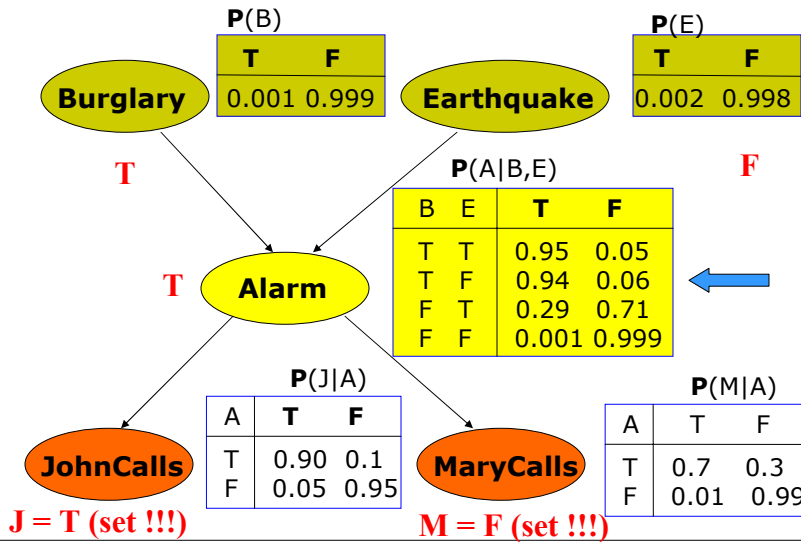 P(B)
T F
0.001 0.999
Burglary
P(E)
T F
0.002 0.998
Earthquake
T
F
P(A|B,E)
B E T F
T T 0.95 0.05
T F 0.94 0.06
F T 0.29 0.71
F F 0.001 0.999
T
Alarm
P(J|A)
A T F
T 0.90 0.1
F 0.05 0.95
P(M|A)
A T F
T 0.7 0.3
F 0.01 0.99
JohnCalls
MaryCalls
J = T (set !!!)
M = F (set !!!)